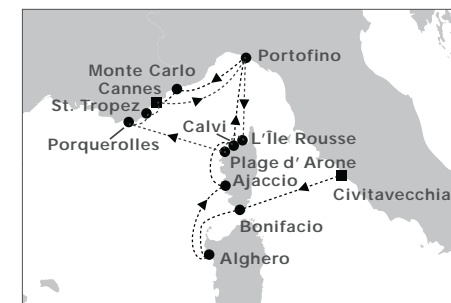 Portofino
Monte Carlo
Cannes
St. Tropez
Calvi
L'Île Rousse
Porquerolles
Plage d' Arone
Ajaccio
Civitavecchia
Bonifacio
Alghero